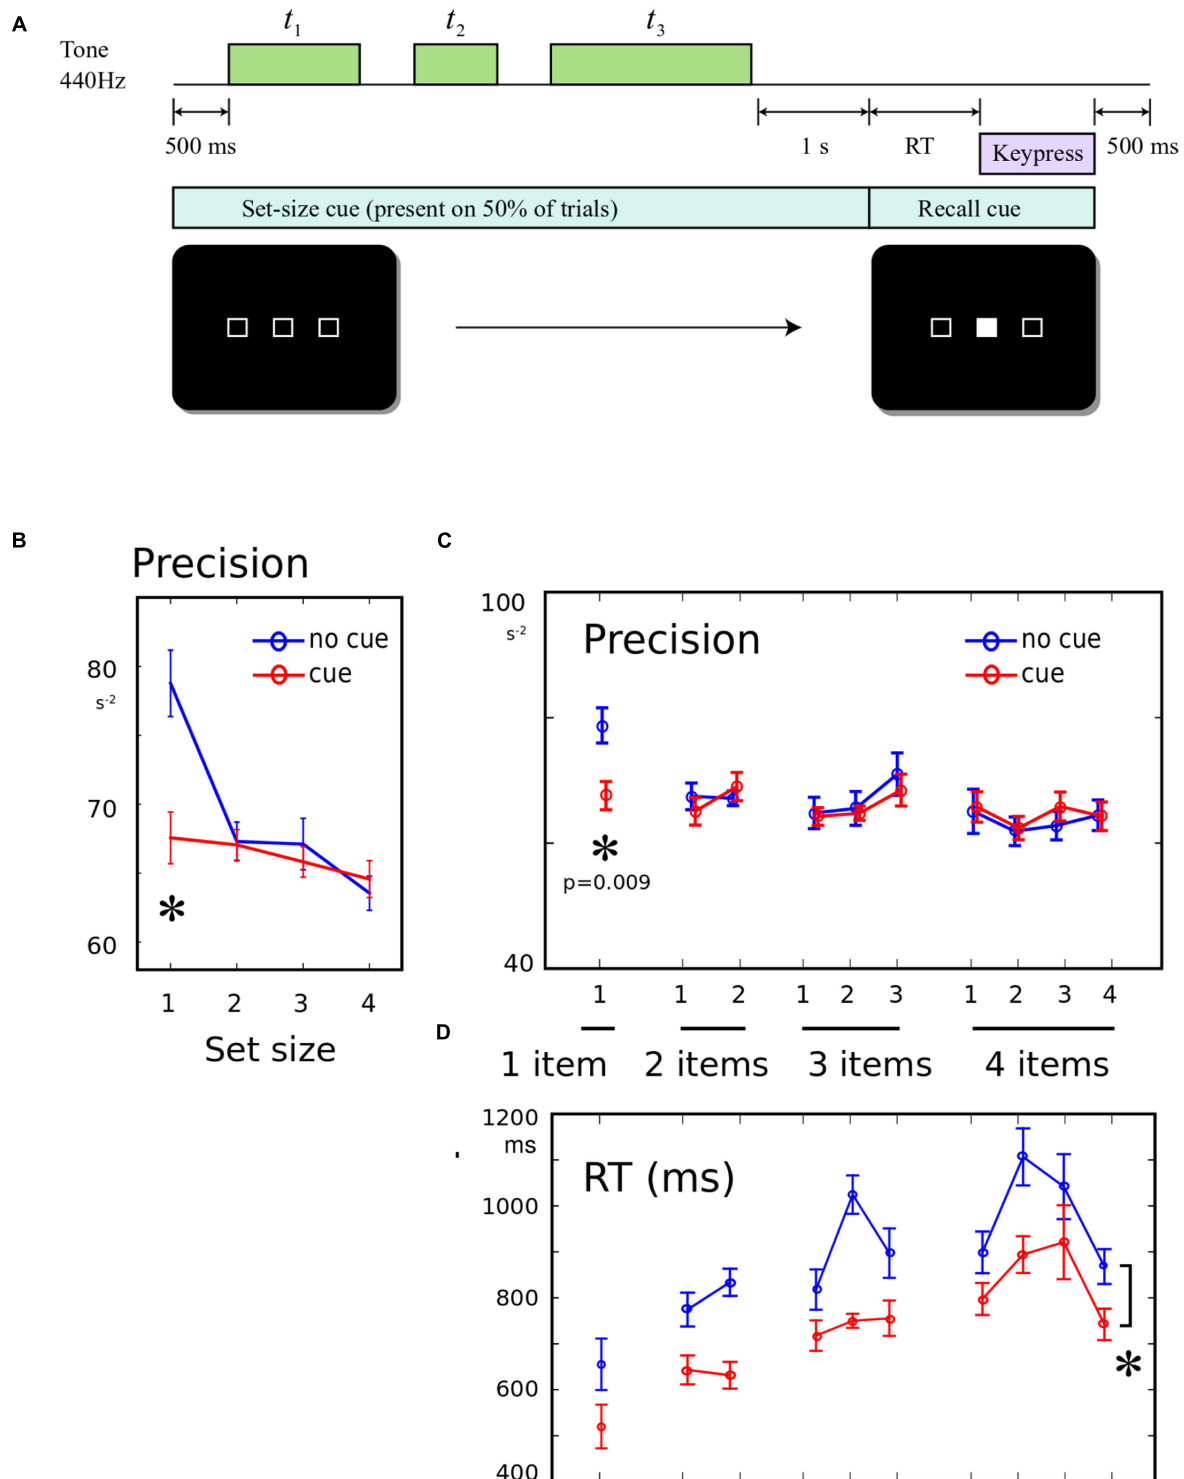 A
t1 t2 t3
Tone
440Hz
500 ms 1 s RT Keypress 500 ms
Set-size cue (present on 50% of trials) Recall cue
B
Precision
80
s-2
70
60
no cue
cue
*
1 2 3 4
Set size
C
100
s-2
Precision
no cue
cue
*
p=0.009
40
1 1 2 1 2 3 1 2 3 4
1 item 2 items 3 items 4 items
D
1200
ms
RT (ms)
1000
800
600
400
*